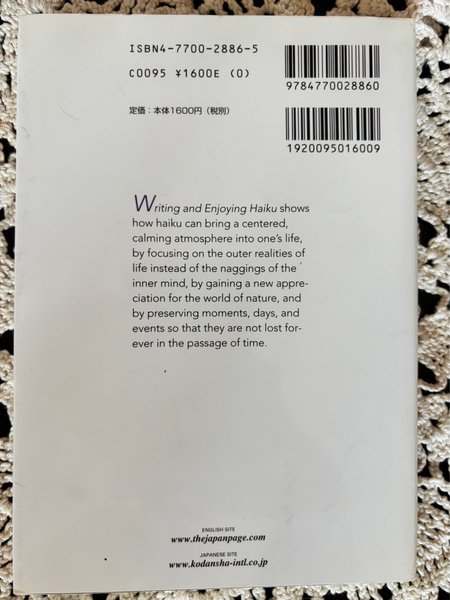 ISBN4-7700-2886-5
C0095 ¥1600E (0)
定価：本体1600円（税別）
9784770028860
1920095016009
Writing and Enjoying Haiku shows
how haiku can bring a centered,
calming atmosphere into one's life,
by focusing on the outer realities of
life instead of the naggings of the
inner mind, by gaining a new appre-
ciation for the world of nature, and
by preserving moments, days, and
events so that they are not lost for-
ever in the passage of time.
ENGLISH SITE
www.thejapanpage.com
JAPANESE SITE
www.kodansha-intl.co.jp